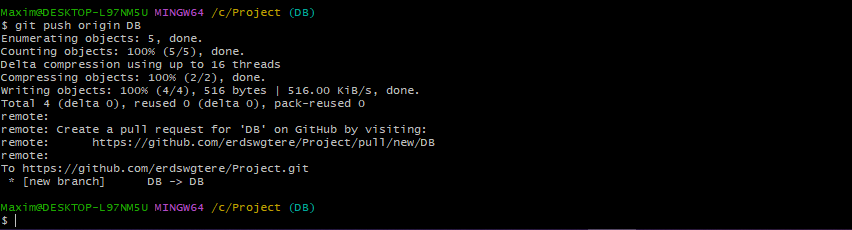 Maxim@DESKTOP-L97NM5U MINGW64 /c/Project (DB)
$ git push origin DB
Enumerating objects: 5, done.
Counting objects: 100% (5/5), done.
Delta compression using up to 16 threads
Compressing objects: 100% (2/2), done.
Writing objects: 100% (4/4), 516 bytes | 516.00 KiB/s, done.
Total 4 (delta 0), reused 0 (delta 0), pack-reused 0
remote:
remote: Create a pull request for 'DB' on GitHub by visiting:
remote:      https://github.com/erdswgtere/Project/pull/new/DB
remote:
To https://github.com/erdswgtere/Project.git
 * [new branch]      DB -> DB
Maxim@DESKTOP-L97NM5U MINGW64 /c/Project (DB)
$